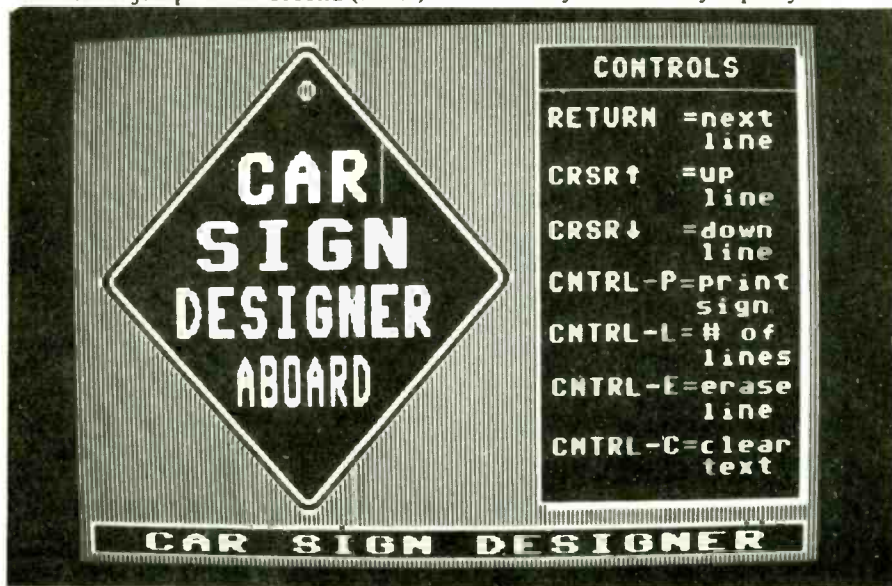 CAR
SIGN
DESIGNER
ABOARD
CONTROLS
RETURN =next
line
CRSR↑ =up
line
CRSR↓ =down
line
CNTRL-P=print
sign
CNTRL-L=# of
lines
CNTRL-E=erase
line
CNTRL-C=clear
text
CAR SIGN DESIGNER